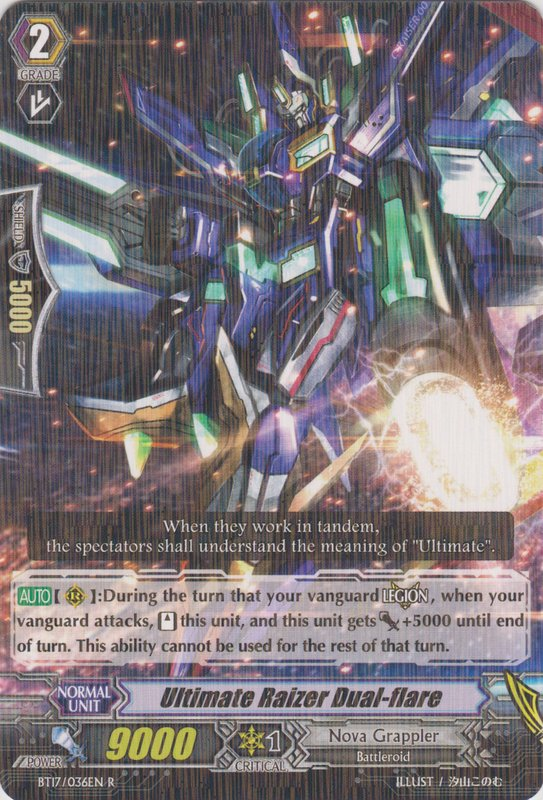 2
GRADE
KAISER 00
SHIELD
5000
When they work in tandem,
the spectators shall understand the meaning of "Ultimate".
AUTO【 R 】:During the turn that your vanguard LEGION, when your
vanguard attacks, this unit, and this unit gets +5000 until end
of turn. This ability cannot be used for the rest of that turn.
NORMAL
UNIT
Ultimate Raizer Dual-flare
POWER
9000
1
CRITICAL
Nova Grappler
Battleroid
BT17/036EN R
ILLUST / 汐山このむ